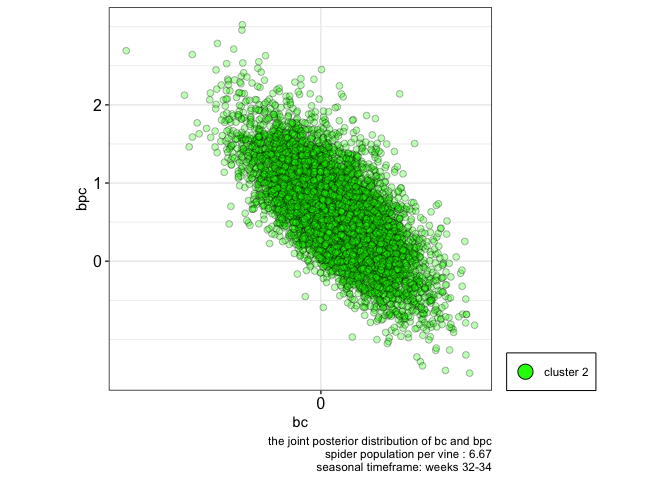 2
1
0
bpc
0
bc
cluster 2
the joint posterior distribution of bc and bpc
spider population per vine : 6.67
seasonal timeframe: weeks 32-34